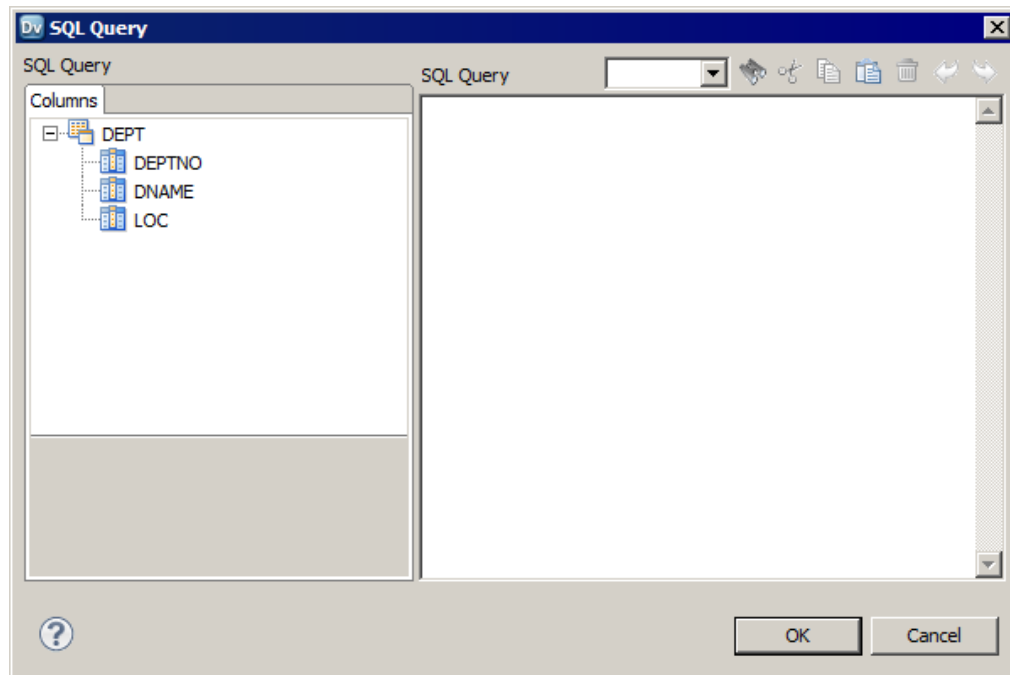 Dv SQL Query
SQL Query
SQL Query
Columns
DEPT
DEPTNO
DNAME
LOC
?
OK Cancel